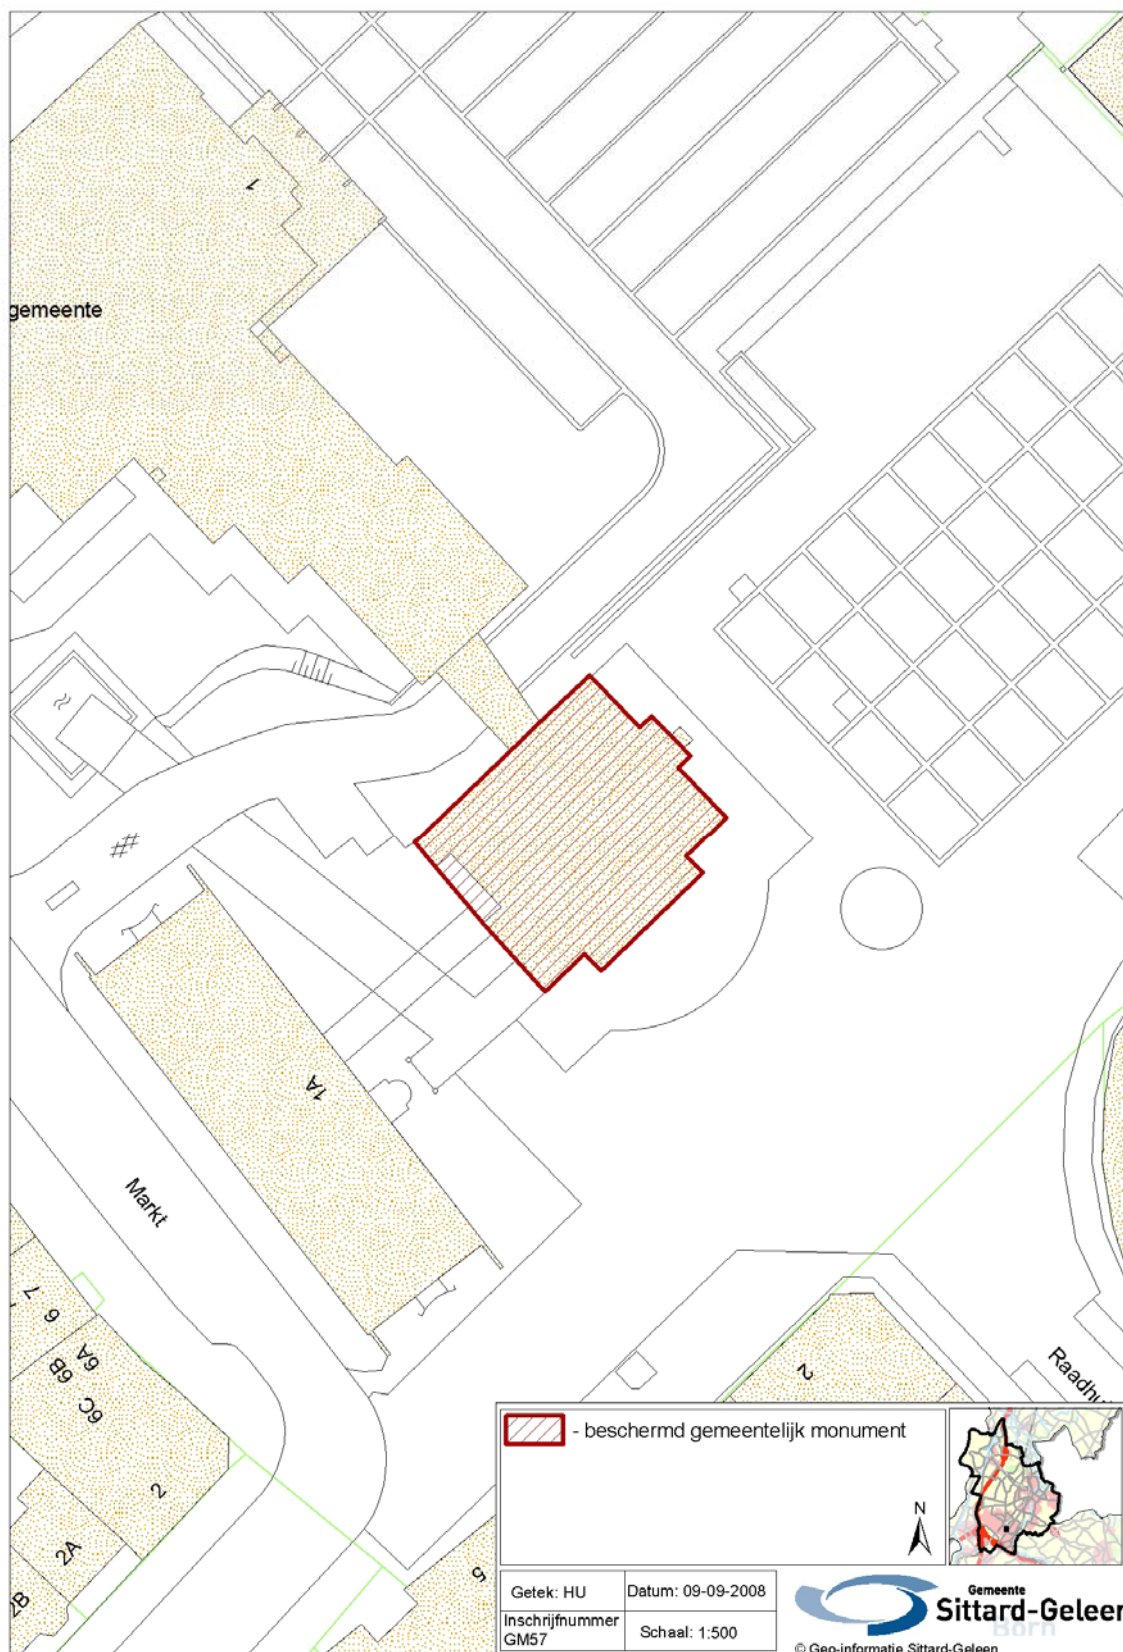 1
gemeente
1A
Markt
7
6
6A
6B
6C
2
2A
2B
2
5
Raadhu
- beschermd gemeentelijk monument
N
Getek: HU
Datum: 09-09-2008
Inschrijfnummer
GM57
Schaal: 1:500
Gemeente
Sittard-Geleen
Born
© Geo-informatie Sittard-Geleen